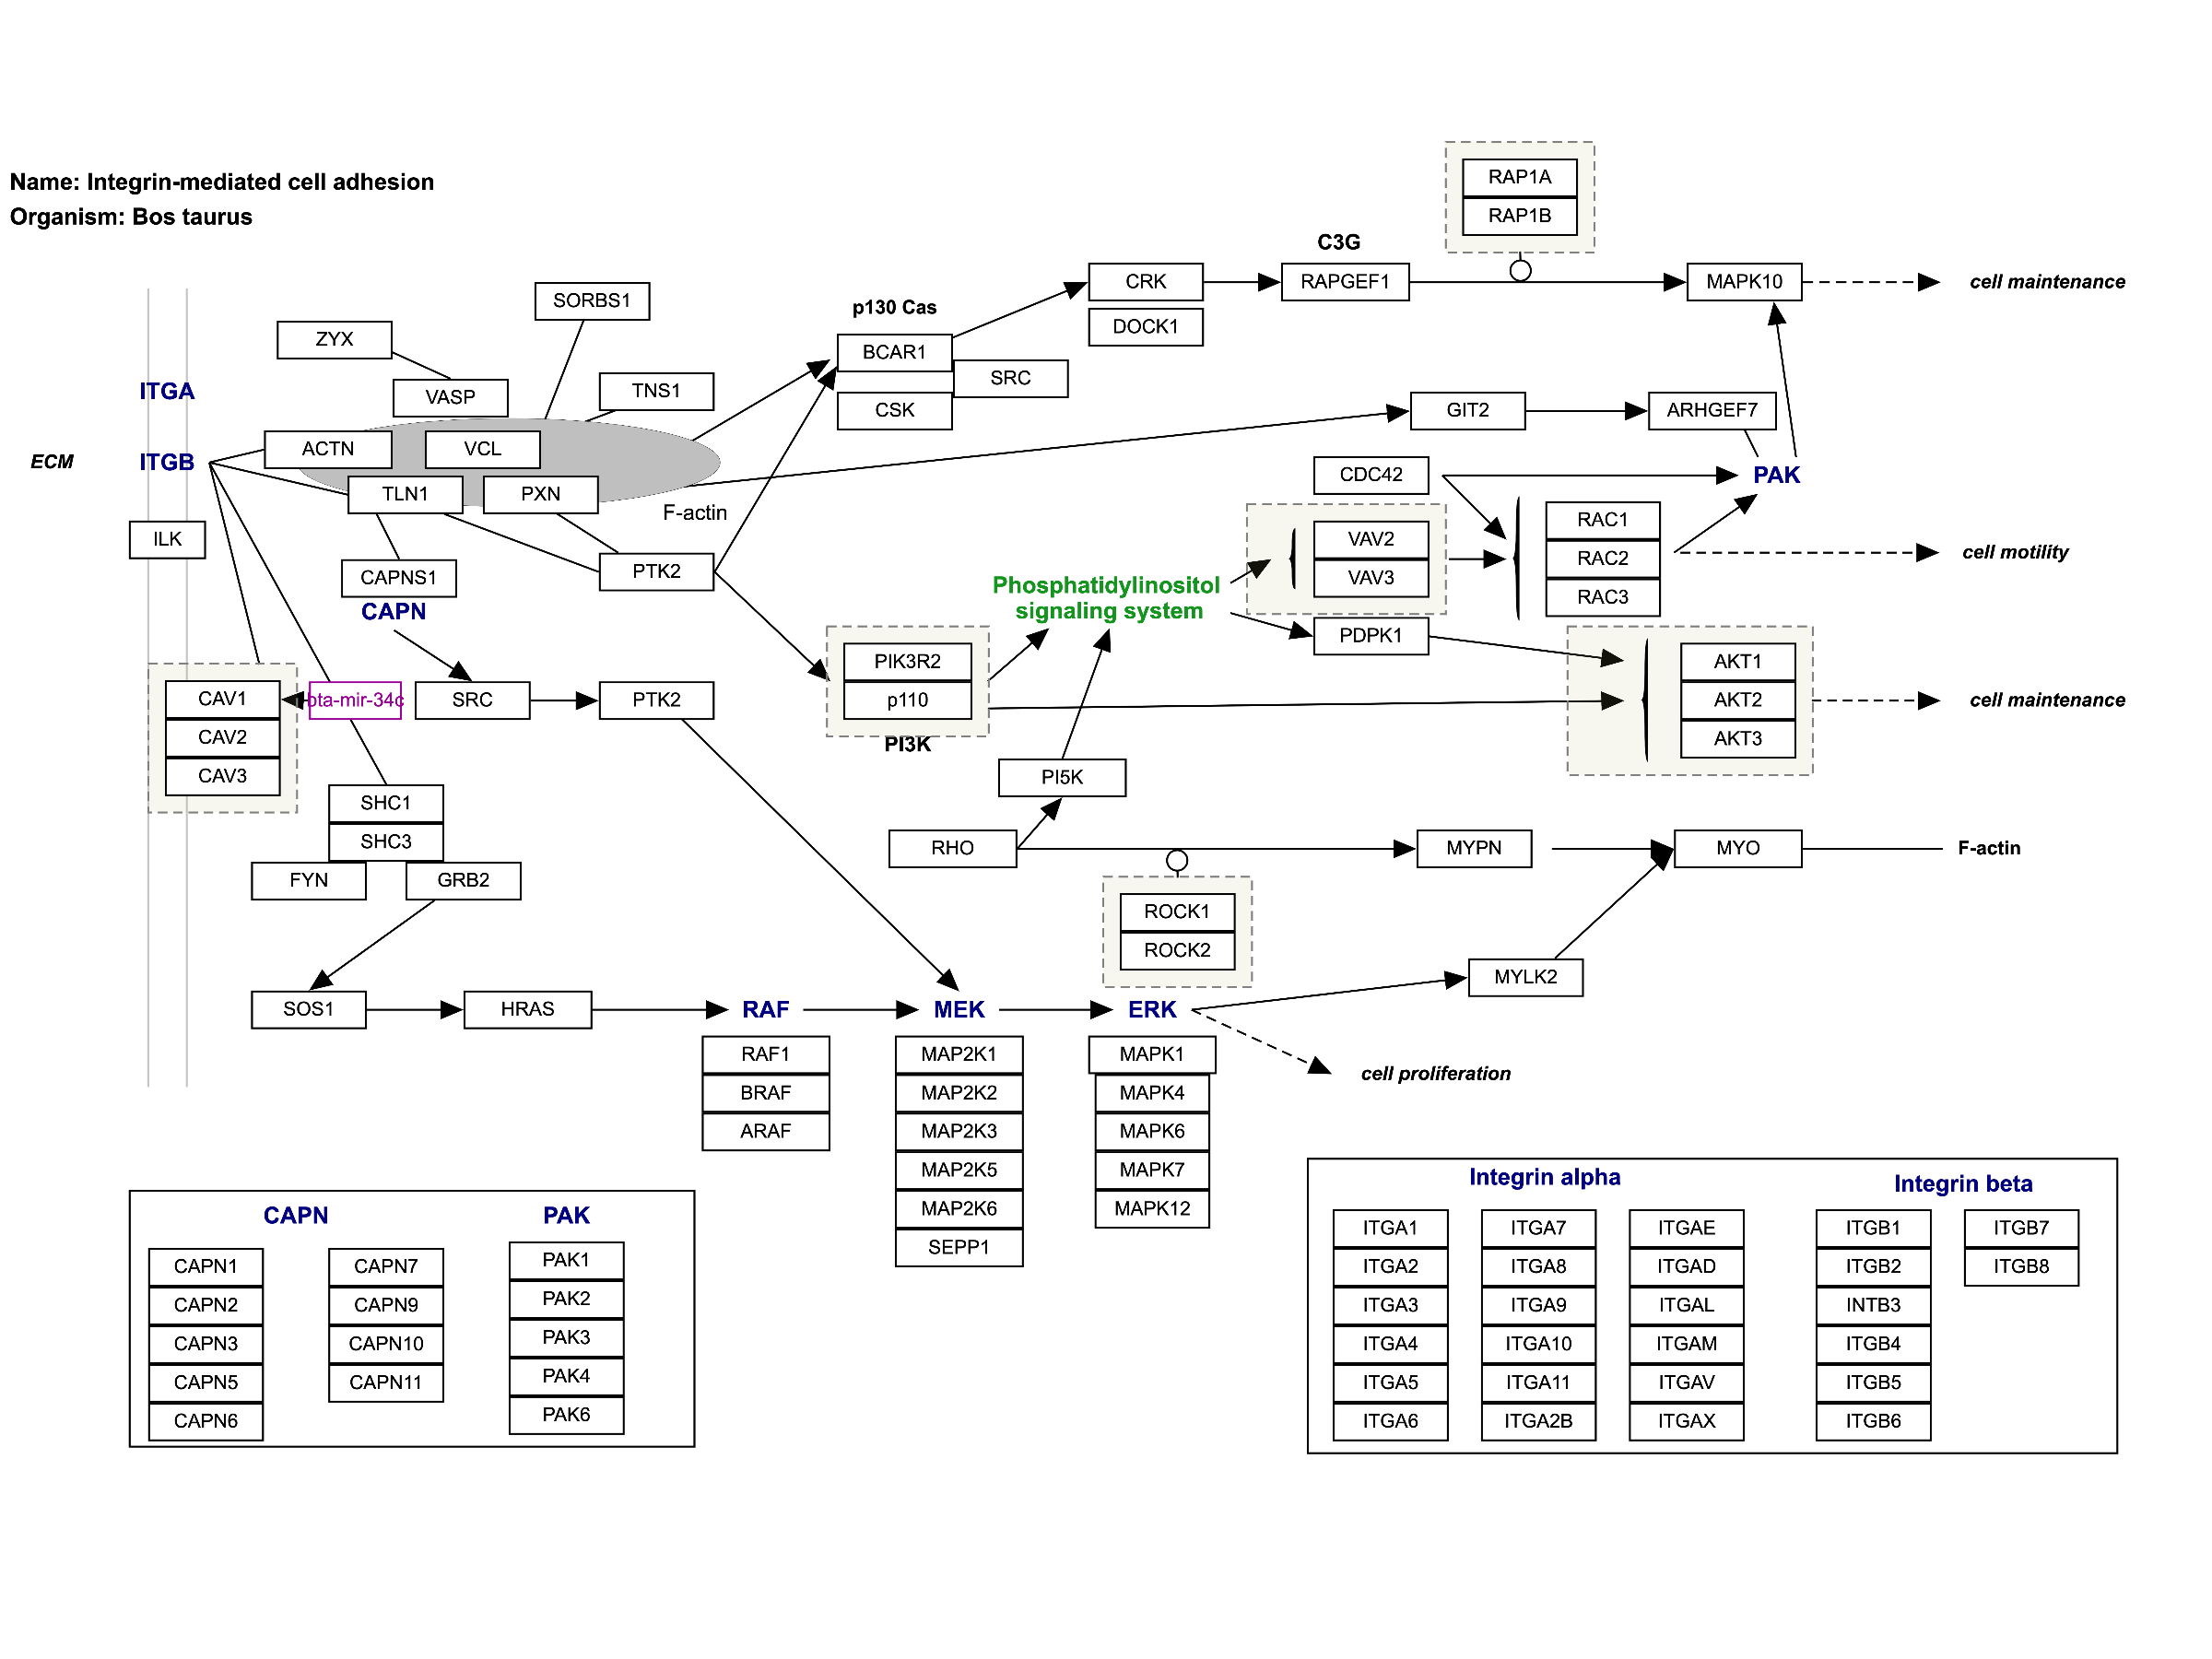 Name: Integrin-mediated cell adhesion
Organism: Bos taurus
RAP1A
RAP1B
C3G
CRK
RAPGEF1
MAPK10
cell maintenance
DOCK1
SORBS1
ZYX
p130 Cas
BCAR1
SRC
CSK
TNS1
VASP
ITGA
GIT2
ARHGEF7
ACTN
VCL
ECM
ITGB
CDC42
PAK
TLN1
PXN
F-actin
RAC1
RAC2
RAC3
cell motility
ILK
VAV2
VAV3
CAPNS1
PTK2
Phosphatidylinositol
signaling system
CAPN
PDPK1
PIK3R2
p110
PI3K
AKT1
AKT2
AKT3
cell maintenance
CAV1
CAV2
CAV3
bta-mir-34c
SRC
PTK2
PI5K
SHC1
SHC3
FYN
GRB2
RHO
MYPN
MYO
F-actin
ROCK1
ROCK2
MYLK2
SOS1
HRAS
RAF
MEK
ERK
RAF1
BRAF
ARAF
MAP2K1
MAP2K2
MAP2K3
MAP2K5
MAP2K6
SEPP1
MAPK1
MAPK4
MAPK6
MAPK7
MAPK12
cell proliferation
CAPN
CAPN1
CAPN2
CAPN3
CAPN5
CAPN6
CAPN7
CAPN9
CAPN10
CAPN11
PAK
PAK1
PAK2
PAK3
PAK4
PAK6
Integrin alpha
ITGA1
ITGA2
ITGA3
ITGA4
ITGA5
ITGA6
ITGA7
ITGA8
ITGA9
ITGA10
ITGA11
ITGA2B
ITGAE
ITGAD
ITGAL
ITGAM
ITGAV
ITGAX
Integrin beta
ITGB1
ITGB2
INTB3
ITGB4
ITGB5
ITGB6
ITGB7
ITGB8